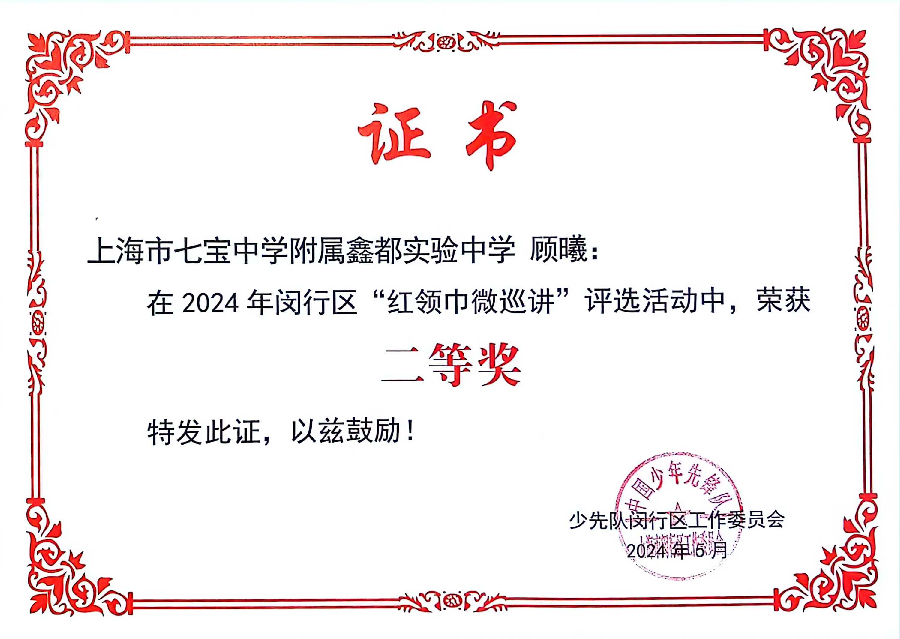 证书
上海市七宝中学附属鑫都实验中学 顾曦：
在 2024 年闵行区“红领巾微巡讲”评选活动中，荣获
二等奖
特发此证，以兹鼓励！
中国少年先锋队
少先队闵行区工作委员会
2024 年 5 月